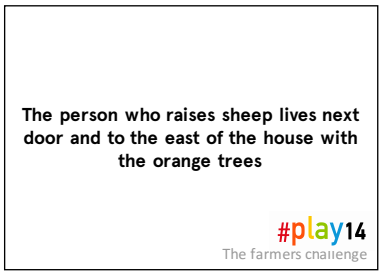 The person who raises sheep lives next
door and to the east of the house with
the orange trees
#play14
The farmers challenge